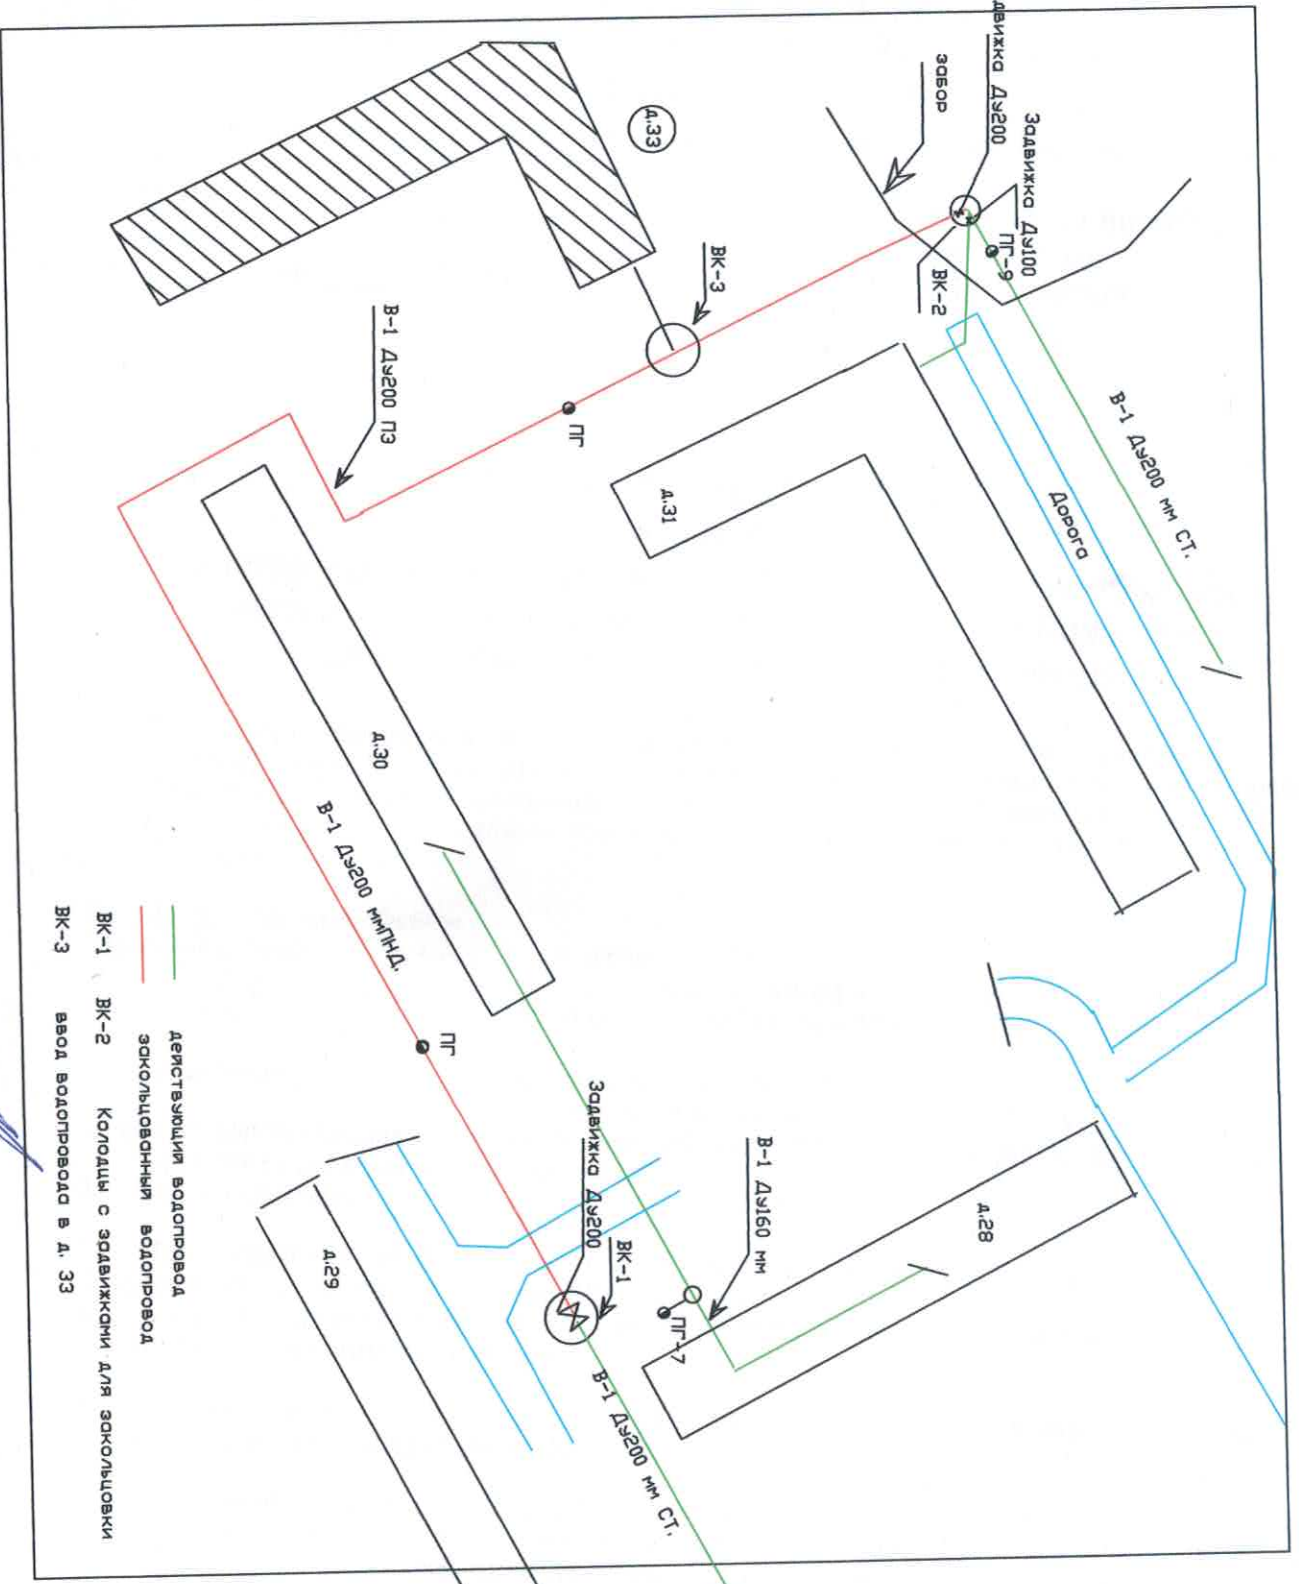 движка Ду200
Задвижка Ду100
забор
ПГ-9
ВК-2
д.33
ВК-3
В-1 Ду200 ПЭ
ПГ
д.31
В-1 Ду200 мм СТ.
Дорога
д.30
В-1 Ду200 ммПНД.
ПГ
Задвижка Ду200
ВК-1
В-1 Ду160 мм
ПГ-7
д.28
д.29
В-1 Ду200 мм СТ.
действующий водопровод
закольцованный водопровод
ВК-1 ВК-2 Колодцы с задвижками для закольцовки
ВК-3 ввод водопровода в д. 33